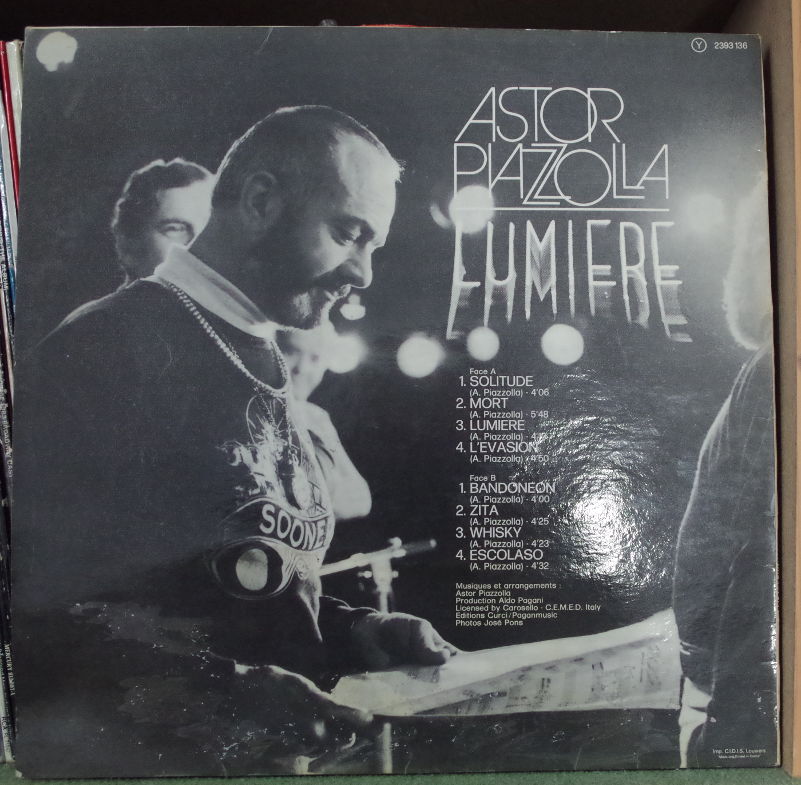 Y 2393 136
ASTOR
PIAZZOLLA
LUMIERE
Face A
1. SOLITUDE
(A. Piazzolla) - 4'06
2. MORT
(A. Piazzolla) - 5'48
3. LUMIERE
(A. Piazzolla)
4. L'EVASION
(A. Piazzolla) - 4'50
Face B
1. BANDONEON
(A. Piazzolla) - 4'00
2. ZITA
(A. Piazzolla) - 4'25
3. WHISKY
(A. Piazzolla) - 4'23
4. ESCOLASO
(A. Piazzolla) - 4'32
Musiques et arrangements :
Astor Piazzolla
Production Aldo Pagani
Licensed by Carosello - C.E.M.E.D. Italy
Editions Curci/Paganmusic
Photos José Pons
SOONE
Imp. C.I.D.I.S. Louviers